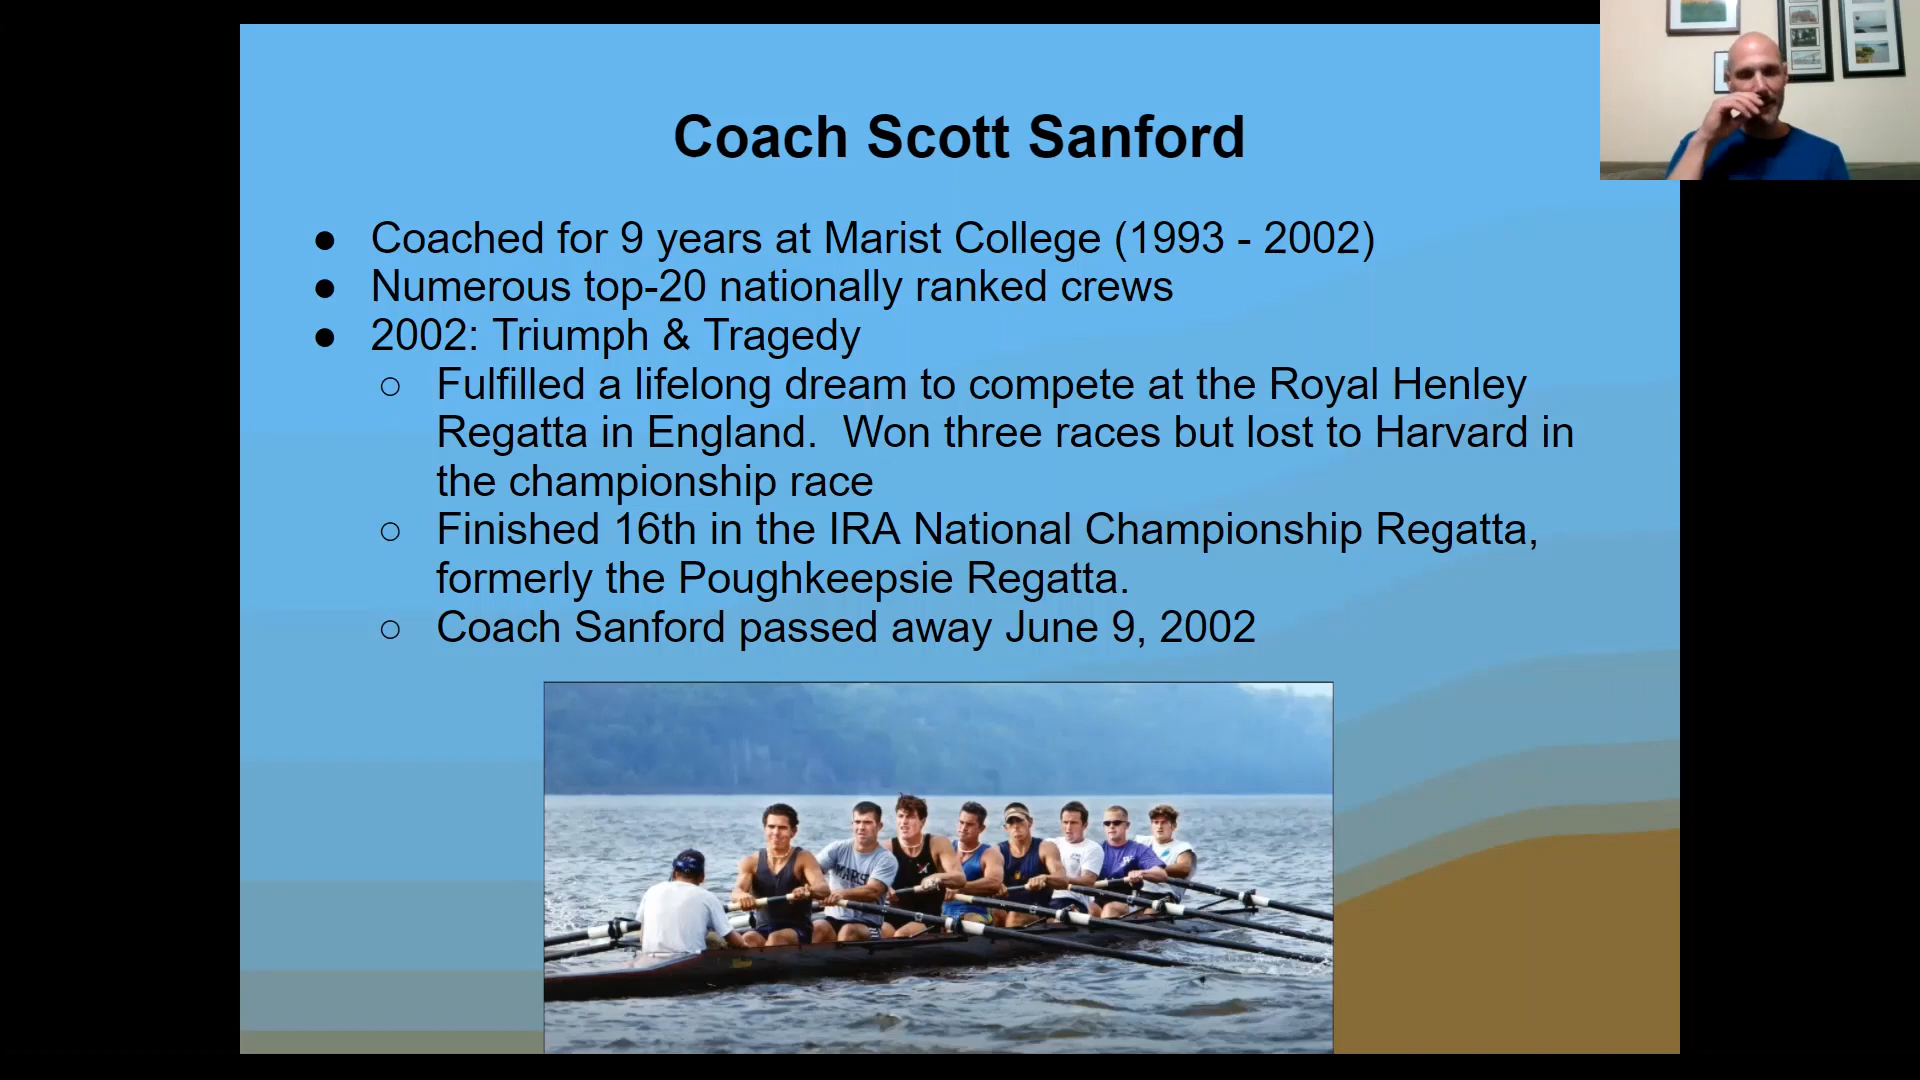 Coach Scott Sanford
● Coached for 9 years at Marist College (1993 - 2002)
● Numerous top-20 nationally ranked crews
● 2002: Triumph & Tragedy
○ Fulfilled a lifelong dream to compete at the Royal Henley
Regatta in England.  Won three races but lost to Harvard in
the championship race
○ Finished 16th in the IRA National Championship Regatta,
formerly the Poughkeepsie Regatta.
○ Coach Sanford passed away June 9, 2002